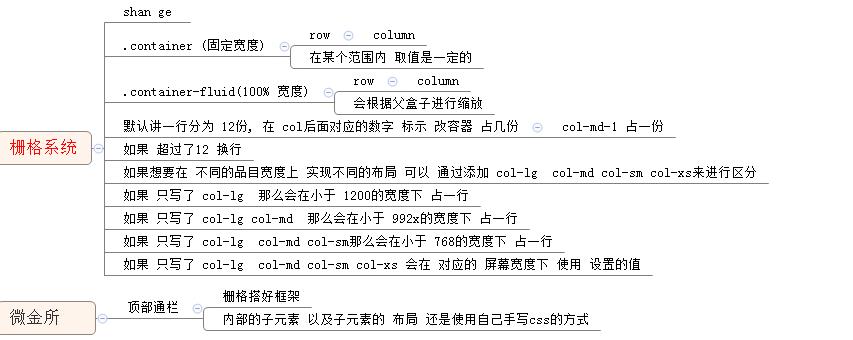 栅格系统
shan ge
.container (固定宽度)
row column
在某个范围内 取值是一定的
.container-fluid(100% 宽度)
row column
会根据父盒子进行缩放
默认讲一行分为 12份, 在 col后面对应的数字 标示 改容器 占几份 col-md-1 占一份
如果 超过了12 换行
如果想要在 不同的品目宽度上 实现不同的布局 可以 通过添加 col-lg col-md col-sm col-xs来进行区分
如果 只写了 col-lg 那么会在小于 1200的宽度下 占一行
如果 只写了 col-lg col-md 那么会在小于 992x的宽度下 占一行
如果 只写了 col-lg col-md col-sm那么会在小于 768的宽度下 占一行
如果 只写了 col-lg col-md col-sm col-xs 会在 对应的 屏幕宽度下 使用 设置的值
微金所
顶部通栏
栅格搭好框架
内部的子元素 以及子元素的 布局 还是使用自己手写css的方式